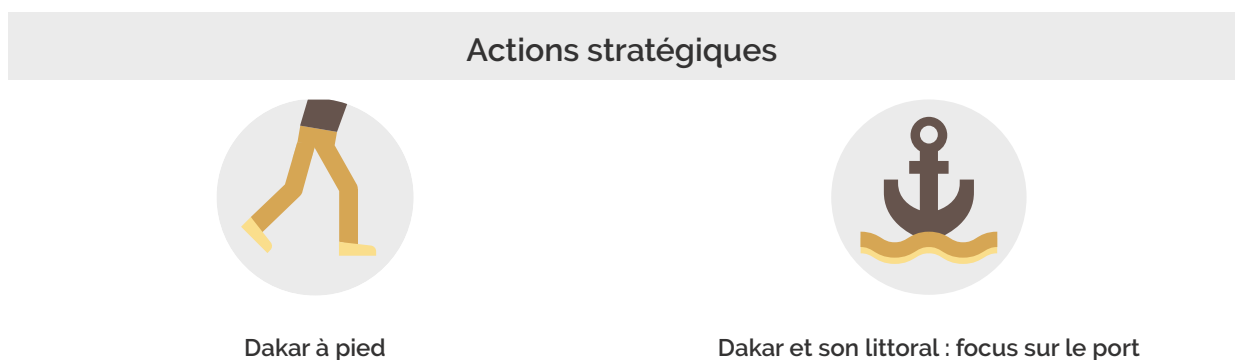 Actions stratégiques
Dakar à pied
Dakar et son littoral : focus sur le port